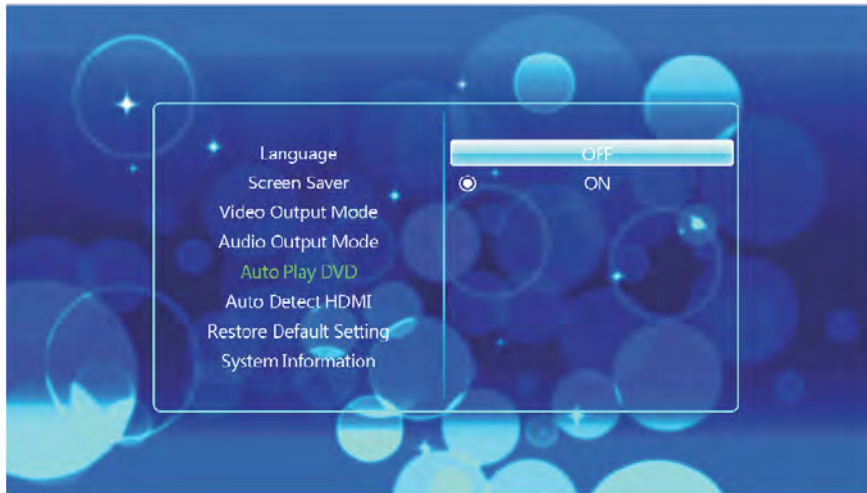 Language
Screen Saver
Video Output Mode
Audio Output Mode
Auto Play DVD
Auto Detect HDMI
Restore Default Setting
System Information
OFF
ON